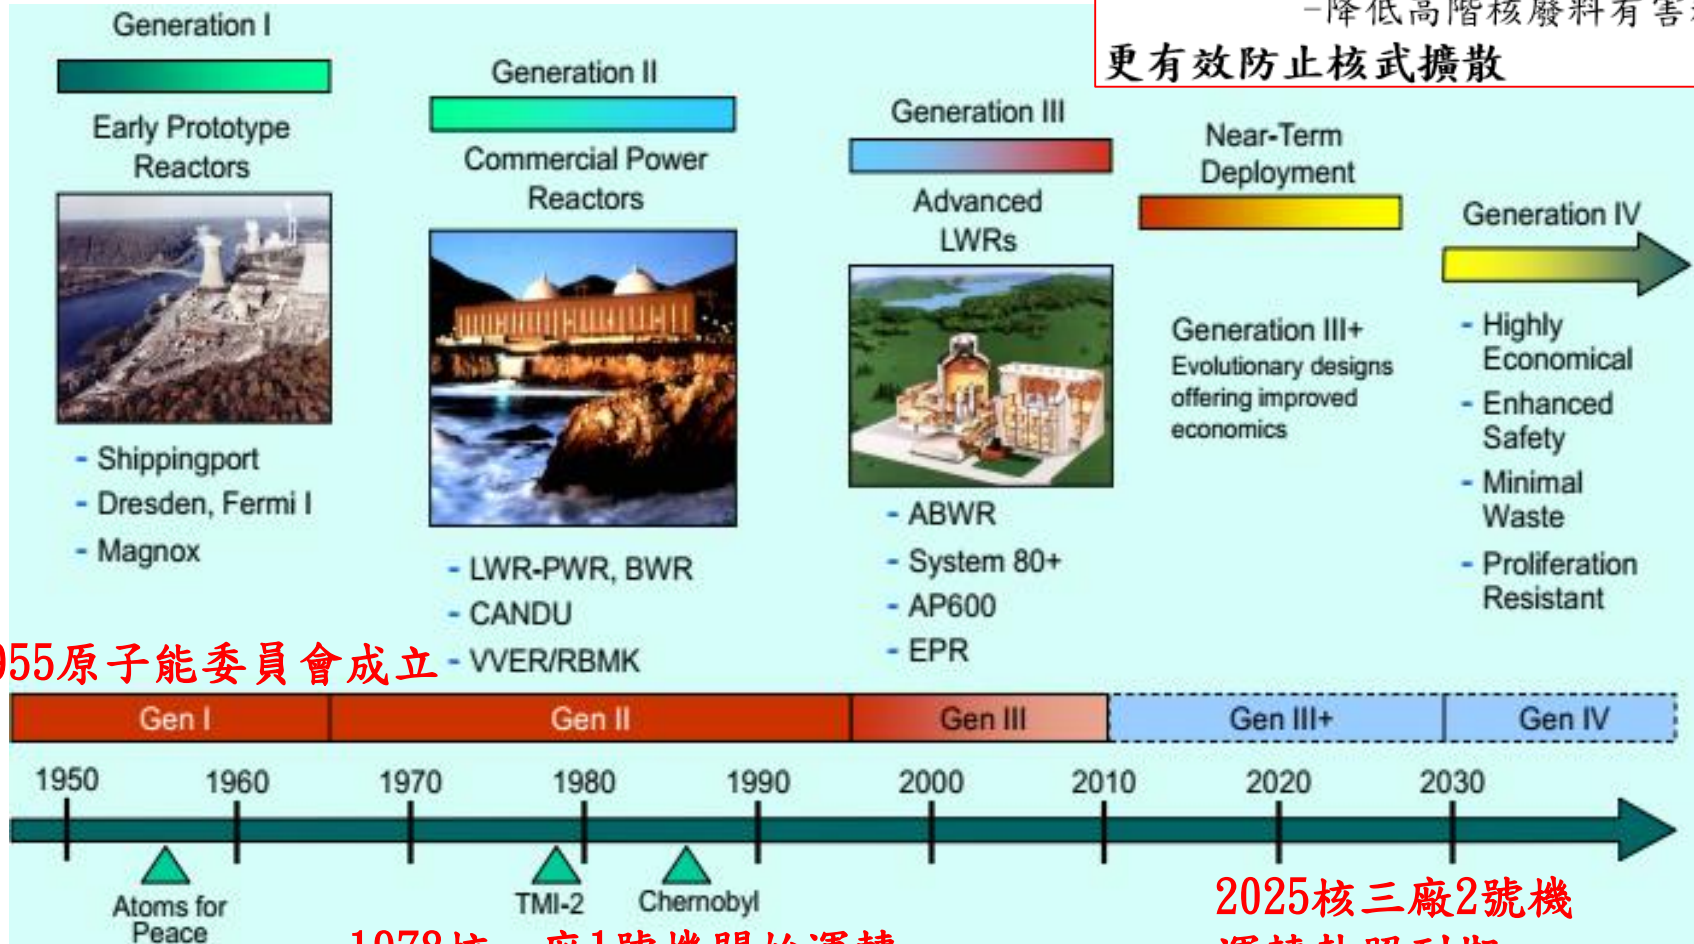 -降低高階核廢料有害
更有效防止核武擴散
Generation I
Early Prototype
Reactors
- Shippingport
- Dresden, Fermi I
- Magnox
Generation II
Commercial Power
Reactors
- LWR-PWR, BWR
- CANDU
- VVER/RBMK
Generation III
Advanced
LWRs
- ABWR
- System 80+
- AP600
- EPR
Near-Term
Deployment
Generation III+
Evolutionary designs
offering improved
economics
Generation IV
- Highly
Economical
- Enhanced
Safety
- Minimal
Waste
- Proliferation
Resistant
955原子能委員會成立
Gen I
Gen II
Gen III
Gen III+
Gen IV
1950
1960
1970
1980
1990
2000
2010
2020
2030
Atoms for
Peace
TMI-2
Chernobyl
2025核三廠2號機